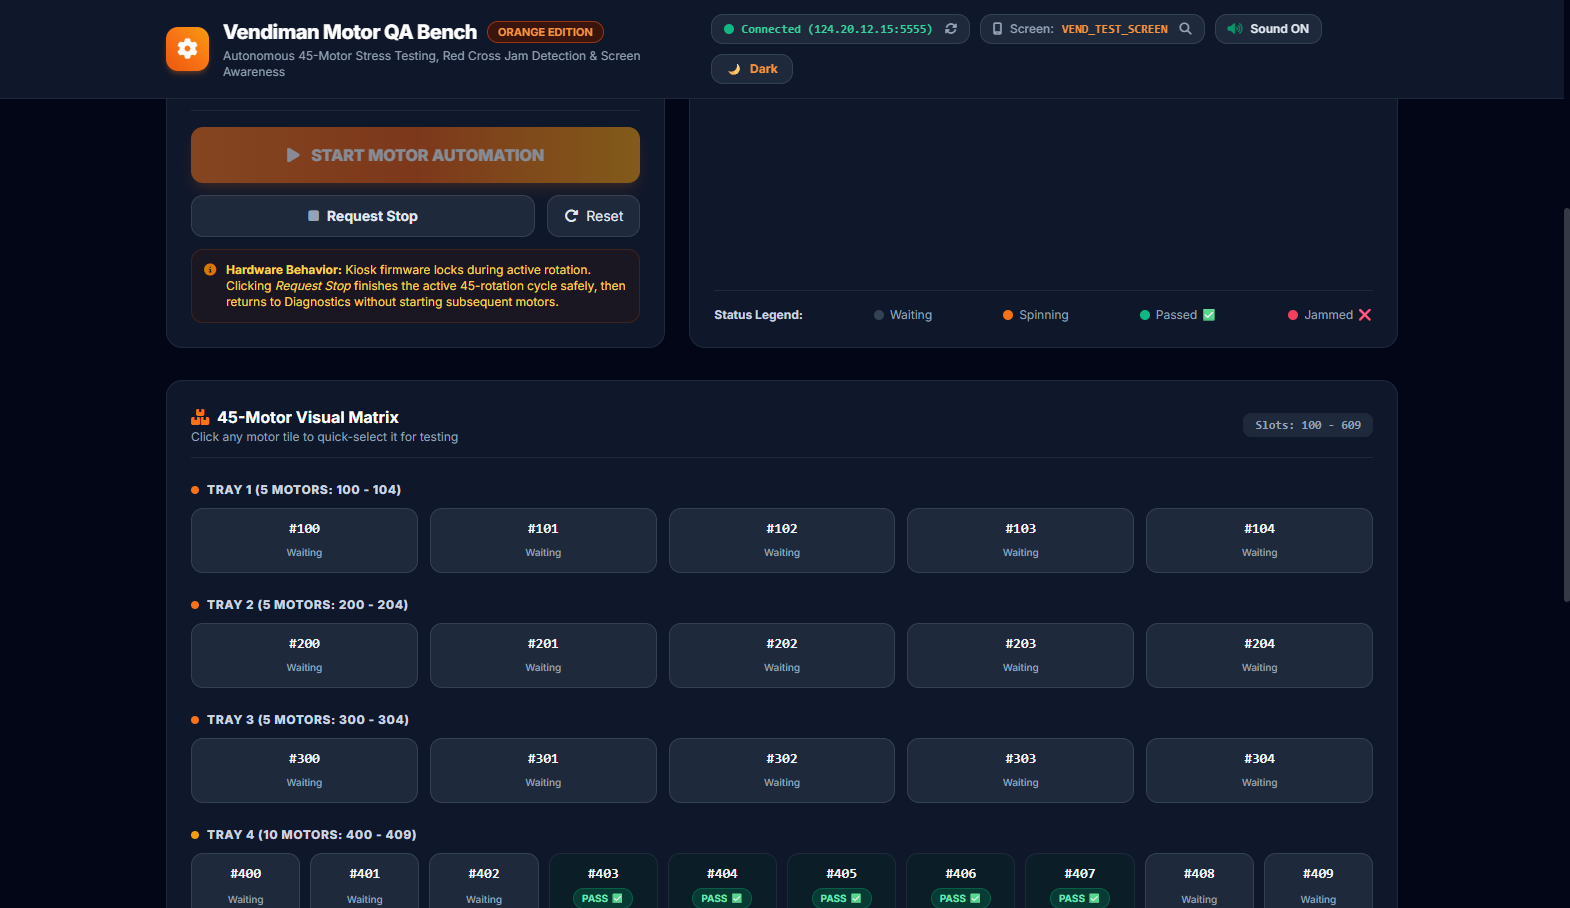 Vendiman Motor QA Bench ORANGE EDITION
Autonomous 45-Motor Stress Testing, Red Cross Jam Detection & Screen
Awareness
Connected (124.20.12.15:5555)
Screen: VEND_TEST_SCREEN
Sound ON
Dark
START MOTOR AUTOMATION
Request Stop
Reset
Hardware Behavior: Kiosk firmware locks during active rotation.
Clicking Request Stop finishes the active 45-rotation cycle safely, then
returns to Diagnostics without starting subsequent motors.
Status Legend: Waiting Spinning Passed ✅ Jammed ❌
45-Motor Visual Matrix
Click any motor tile to quick-select it for testing
Slots: 100 - 609
TRAY 1 (5 MOTORS: 100 - 104)
#100 #101 #102 #103 #104
Waiting Waiting Waiting Waiting Waiting
TRAY 2 (5 MOTORS: 200 - 204)
#200 #201 #202 #203 #204
Waiting Waiting Waiting Waiting Waiting
TRAY 3 (5 MOTORS: 300 - 304)
#300 #301 #302 #303 #304
Waiting Waiting Waiting Waiting Waiting
TRAY 4 (10 MOTORS: 400 - 409)
#400 #401 #402 #403 #404 #405 #406 #407 #408 #409
Waiting Waiting Waiting PASS ✅ PASS ✅ PASS ✅ PASS ✅ PASS ✅ Waiting Waiting